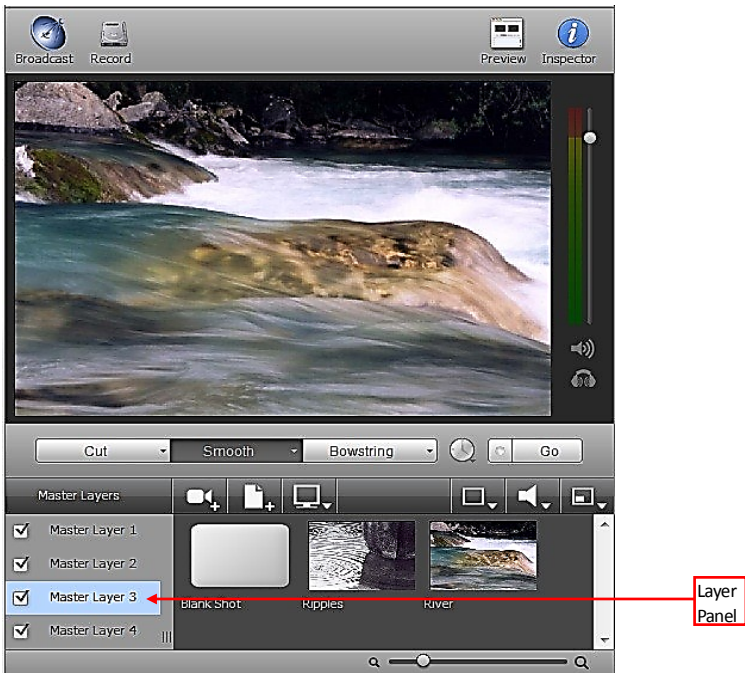 Broadcast Record Preview Inspector
Cut Smooth Bowstring Go
Master Layers
Master Layer 1
Master Layer 2
Master Layer 3
Master Layer 4
Blank Shot Ripples River
Layer
Panel